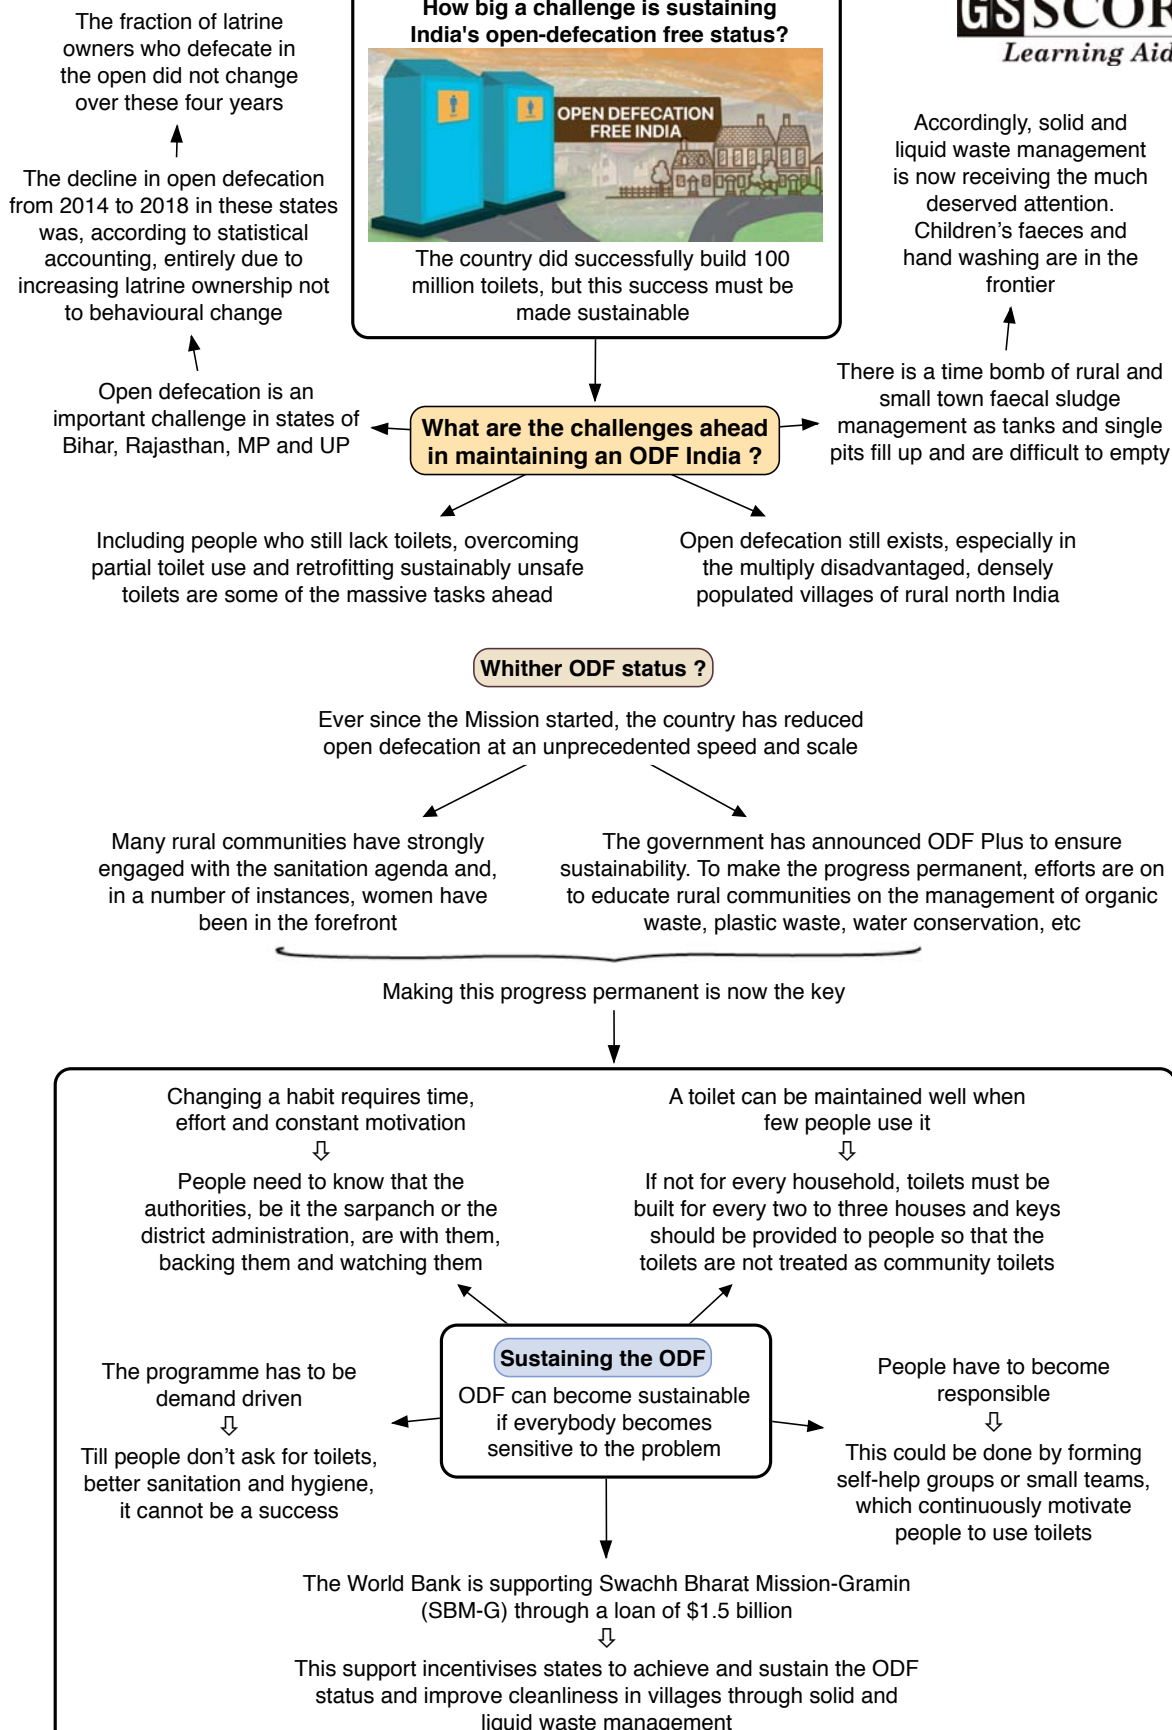 How big a challenge is sustaining
India's open-defecation free status?
OPEN DEFECATION
FREE INDIA
The country did successfully build 100
million toilets, but this success must be
made sustainable
GS SCOR
Learning Aid
The fraction of latrine
owners who defecate in
the open did not change
over these four years
The decline in open defecation
from 2014 to 2018 in these states
was, according to statistical
accounting, entirely due to
increasing latrine ownership not
to behavioural change
Open defecation is an
important challenge in states of
Bihar, Rajasthan, MP and UP
Accordingly, solid and
liquid waste management
is now receiving the much
deserved attention.
Children's faeces and
hand washing are in the
frontier
There is a time bomb of rural and
small town faecal sludge
management as tanks and single
pits fill up and are difficult to empty
What are the challenges ahead
in maintaining an ODF India ?
Including people who still lack toilets, overcoming
partial toilet use and retrofitting sustainably unsafe
toilets are some of the massive tasks ahead
Open defecation still exists, especially in
the multiply disadvantaged, densely
populated villages of rural north India
Whither ODF status ?
Ever since the Mission started, the country has reduced
open defecation at an unprecedented speed and scale
Many rural communities have strongly
engaged with the sanitation agenda and,
in a number of instances, women have
been in the forefront
The government has announced ODF Plus to ensure
sustainability. To make the progress permanent, efforts are on
to educate rural communities on the management of organic
waste, plastic waste, water conservation, etc
Making this progress permanent is now the key
Changing a habit requires time,
effort and constant motivation
People need to know that the
authorities, be it the sarpanch or the
district administration, are with them,
backing them and watching them
A toilet can be maintained well when
few people use it
If not for every household, toilets must be
built for every two to three houses and keys
should be provided to people so that the
toilets are not treated as community toilets
Sustaining the ODF
ODF can become sustainable
if everybody becomes
sensitive to the problem
The programme has to be
demand driven
Till people don't ask for toilets,
better sanitation and hygiene,
it cannot be a success
People have to become
responsible
This could be done by forming
self-help groups or small teams,
which continuously motivate
people to use toilets
The World Bank is supporting Swachh Bharat Mission-Gramin
(SBM-G) through a loan of $1.5 billion
This support incentivises states to achieve and sustain the ODF
status and improve cleanliness in villages through solid and
liquid waste management